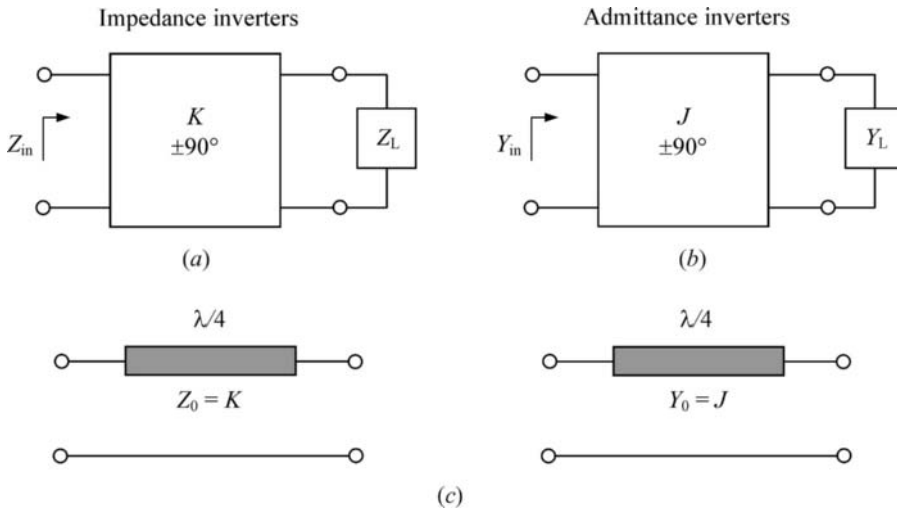 Impedance inverters
Admittance inverters
K
±90°
Z_in
Z_L
J
±90°
Y_in
Y_L
(a)
(b)
λ/4
λ/4
Z_0 = K
Y_0 = J
(c)